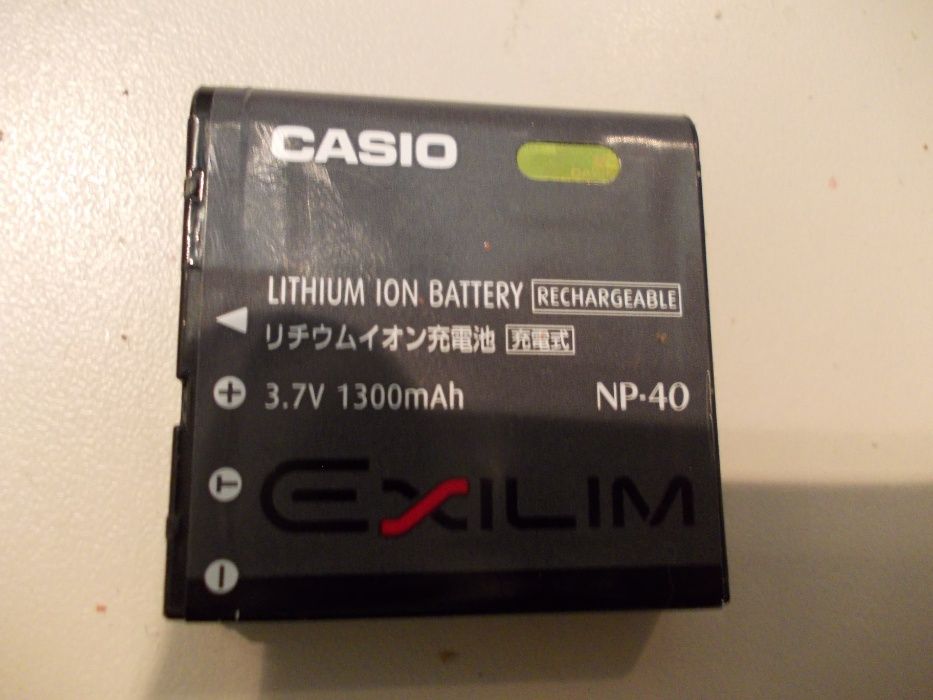 CASIO
LITHIUM ION BATTERY RECHARGEABLE
リチウムイオン充電池 充電式
+ 3.7V 1300mAh NP-40
T
EXILIM
−